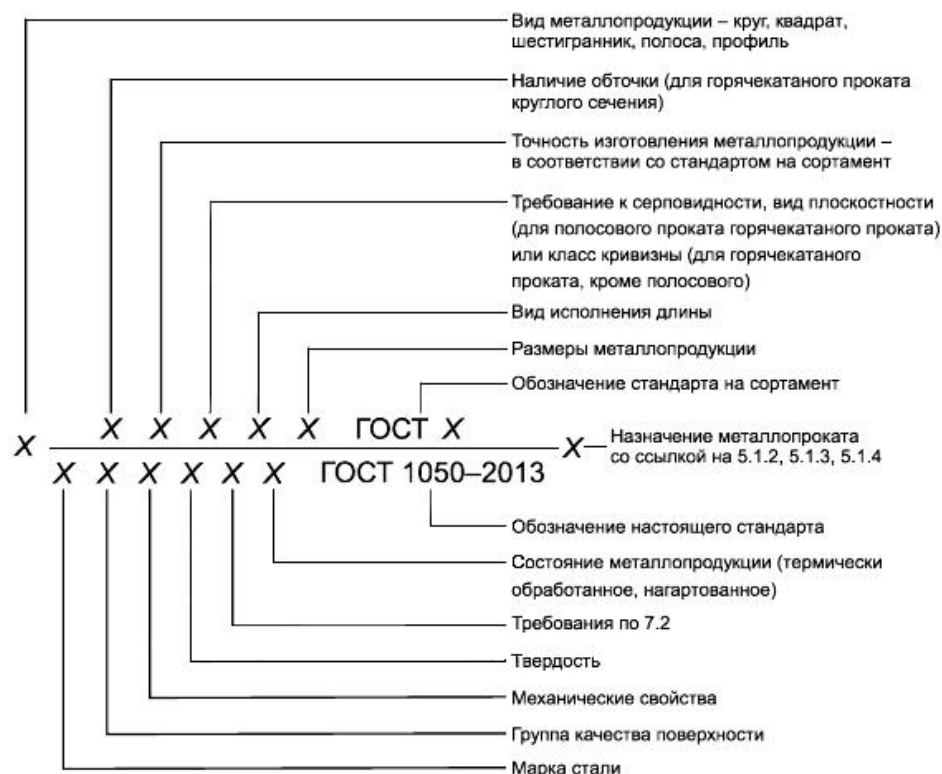 Вид металлопродукции – круг, квадрат,
шестигранник, полоса, профиль
Наличие обточки (для горячекатаного проката
круглого сечения)
Точность изготовления металлопродукции –
в соответствии со стандартом на сортамент
Требование к серповидности, вид плоскостности
(для полосового проката горячекатаного проката)
или класс кривизны (для горячекатаного
проката, кроме полосового)
Вид исполнения длины
Размеры металлопродукции
Обозначение стандарта на сортамент
X X X X X ГОСТ X
X
X
Назначение металлопроката
со ссылкой на 5.1.2, 5.1.3, 5.1.4
X X X X X X ГОСТ 1050–2013
Обозначение настоящего стандарта
Состояние металлопродукции (термически
обработанное, нагартованное)
Требования по 7.2
Твердость
Механические свойства
Группа качества поверхности
Марка стали